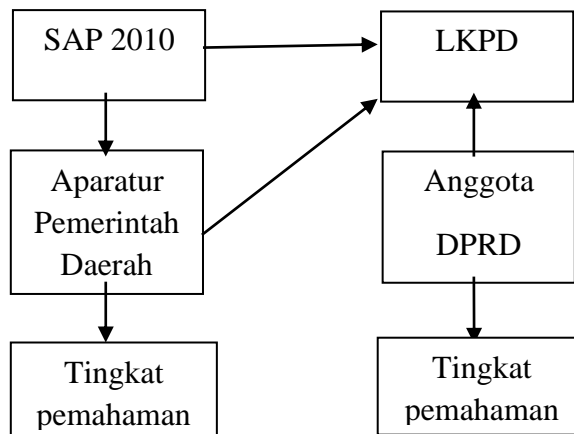 SAP 2010
LKPD
Aparatur
Pemerintah
Daerah
Anggota
DPRD
Tingkat
pemahaman
Tingkat
pemahaman